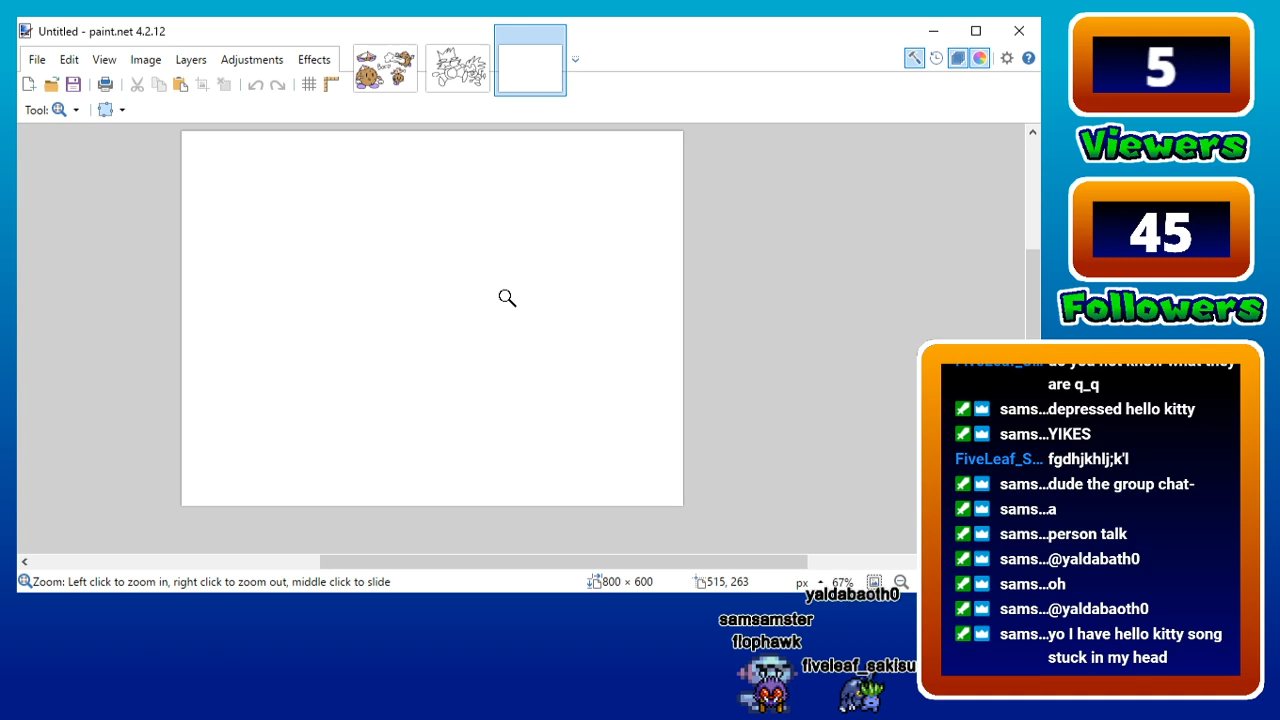 Untitled - paint.net 4.2.12
File Edit View Image Layers Adjustments Effects
Tool:
Zoom: Left click to zoom in, right click to zoom out, middle click to slide
800 × 600
515, 263
px
67%
5
Viewers
45
Followers
are q_q
sams...depressed hello kitty
sams...YIKES
FiveLeaf_S... fgdhjkhlj;k'l
sams...dude the group chat-
sams...a
sams...person talk
sams...@yaldabath0
sams...oh
sams...@yaldaboth0
sams...yo I have hello kitty song
stuck in my head
yaldabaoth0
samsamster
flophawk
fiveleaf_sakisu